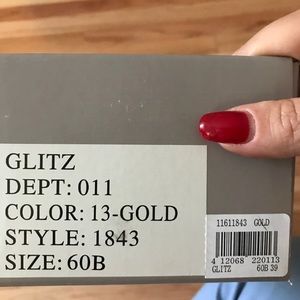 GLITZ
DEPT: 011
COLOR: 13-GOLD
STYLE: 1843
SIZE: 60B
11611843 GOLD
4 12068 220113
GLITZ 60B 39